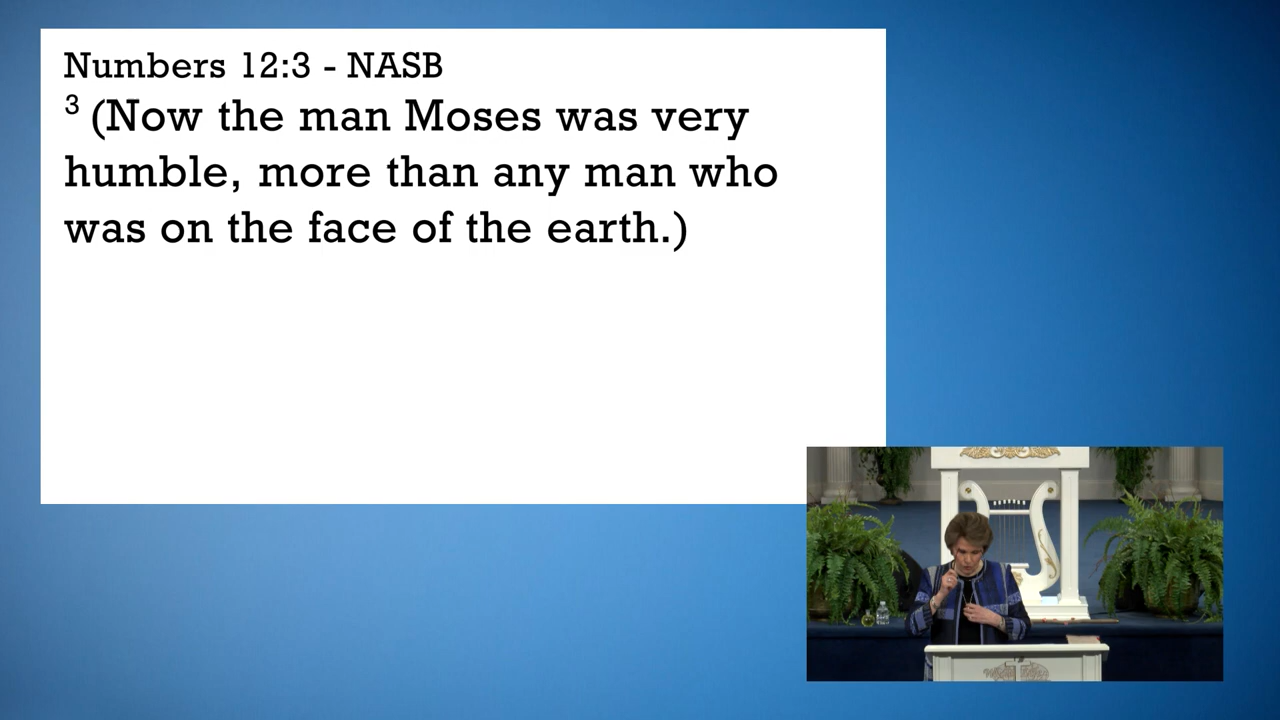 Numbers 12:3 - NASB
3 (Now the man Moses was very
humble, more than any man who
was on the face of the earth.)